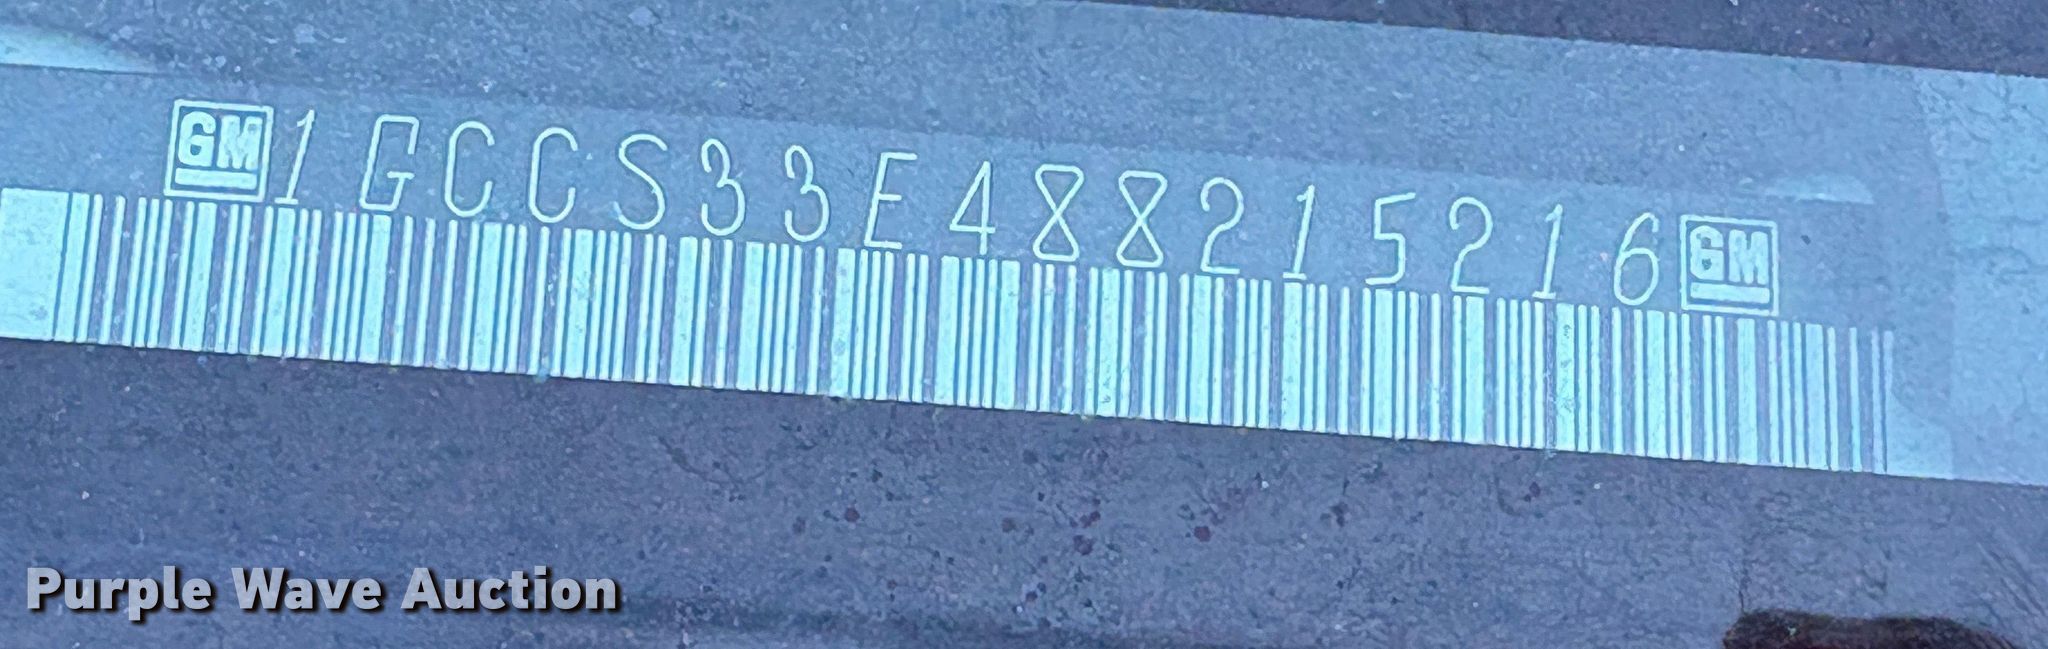 GM 1GCCS33E488215216 GM
Purple Wave Auction